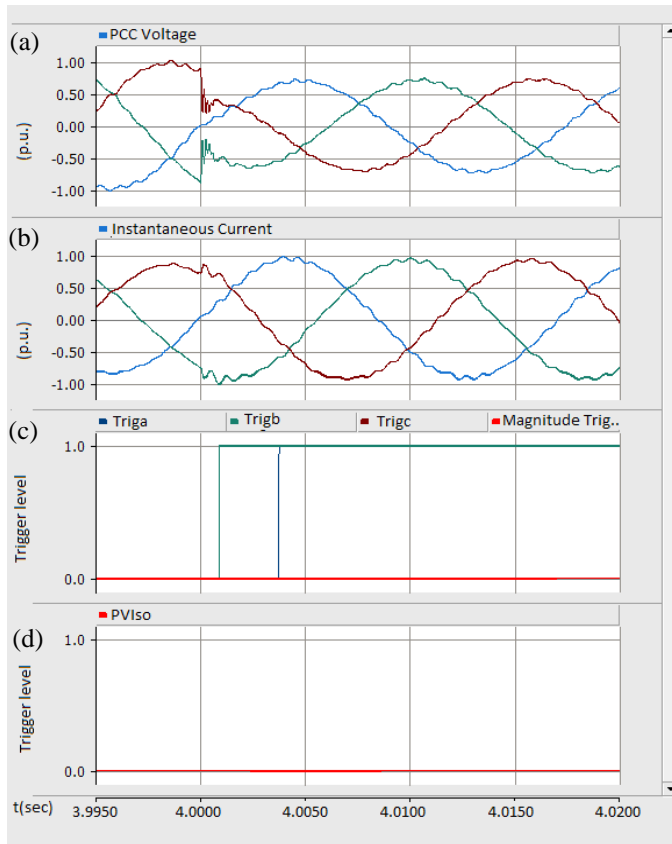 (a)
PCC Voltage
1.00
0.50
0.00
-0.50
-1.00
(p.u.)
(b)
Instantaneous Current
1.00
0.50
0.00
-0.50
-1.00
(p.u.)
(c)
Triga Trigb Trigc Magnitude Trig..
1.0
0.0
Trigger level
(d)
PVIso
1.0
0.0
Trigger level
t(sec)
3.9950 4.0000 4.0050 4.0100 4.0150 4.0200